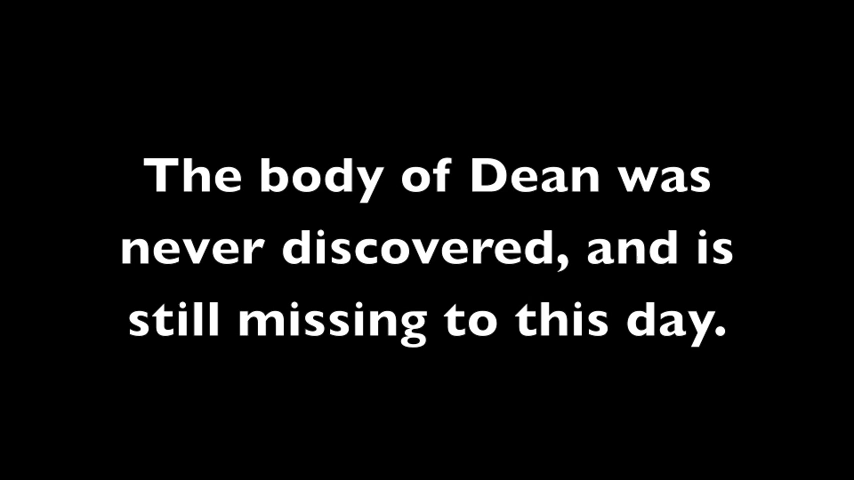 The body of Dean was
never discovered, and is
still missing to this day.